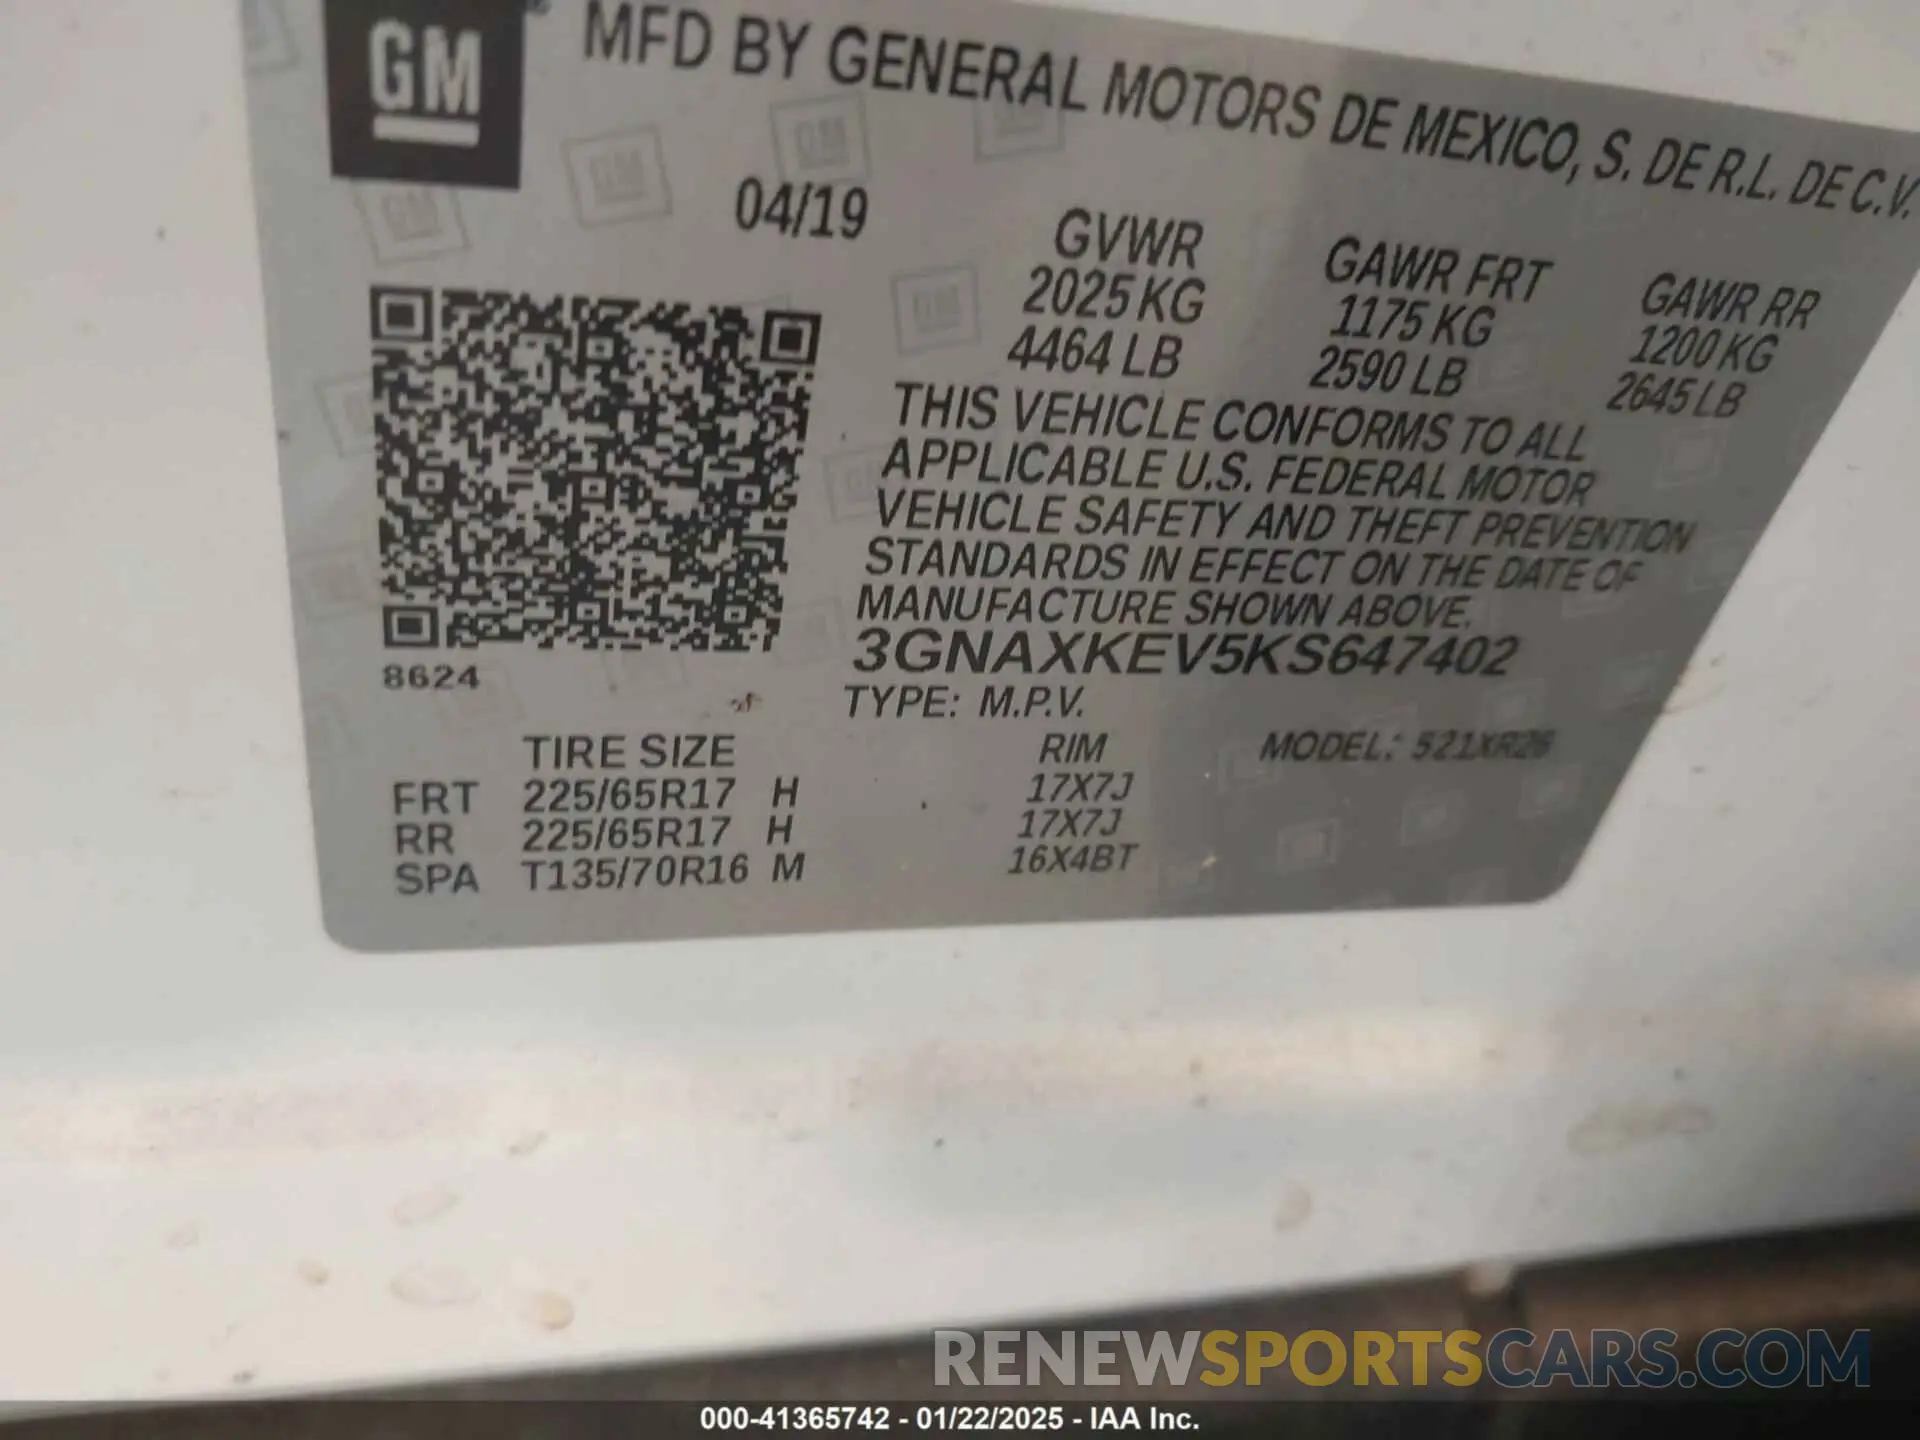 GM
MFD BY GENERAL MOTORS DE MEXICO, S. DE R.L. DE C.V.
04/19
GVWR GAWR FRT GAWR RR
2025 KG 1175 KG 1200 KG
4464 LB 2590 LB 2645 LB
THIS VEHICLE CONFORMS TO ALL
APPLICABLE U.S. FEDERAL MOTOR
VEHICLE SAFETY AND THEFT PREVENTION
STANDARDS IN EFFECT ON THE DATE OF
MANUFACTURE SHOWN ABOVE.
3GNAXKEV5KS647402
8624
TYPE: M.P.V.
TIRE SIZE RIM MODEL: 521XR26
FRT 225/65R17 H 17X7J
RR 225/65R17 H 17X7J
SPA T135/70R16 M 16X4BT
RENEWSPORTSCARS.COM
000-41365742 - 01/22/2025 - IAA Inc.